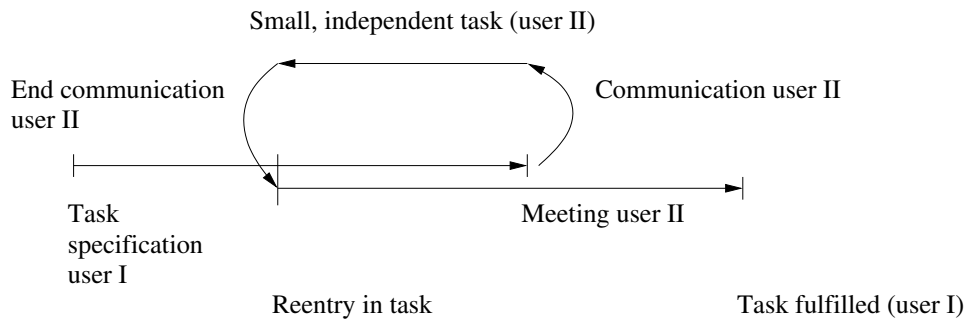 Small, independent task (user II)
End communication
user II
Communication user II
Task
specification
user I
Meeting user II
Reentry in task
Task fulfilled (user I)